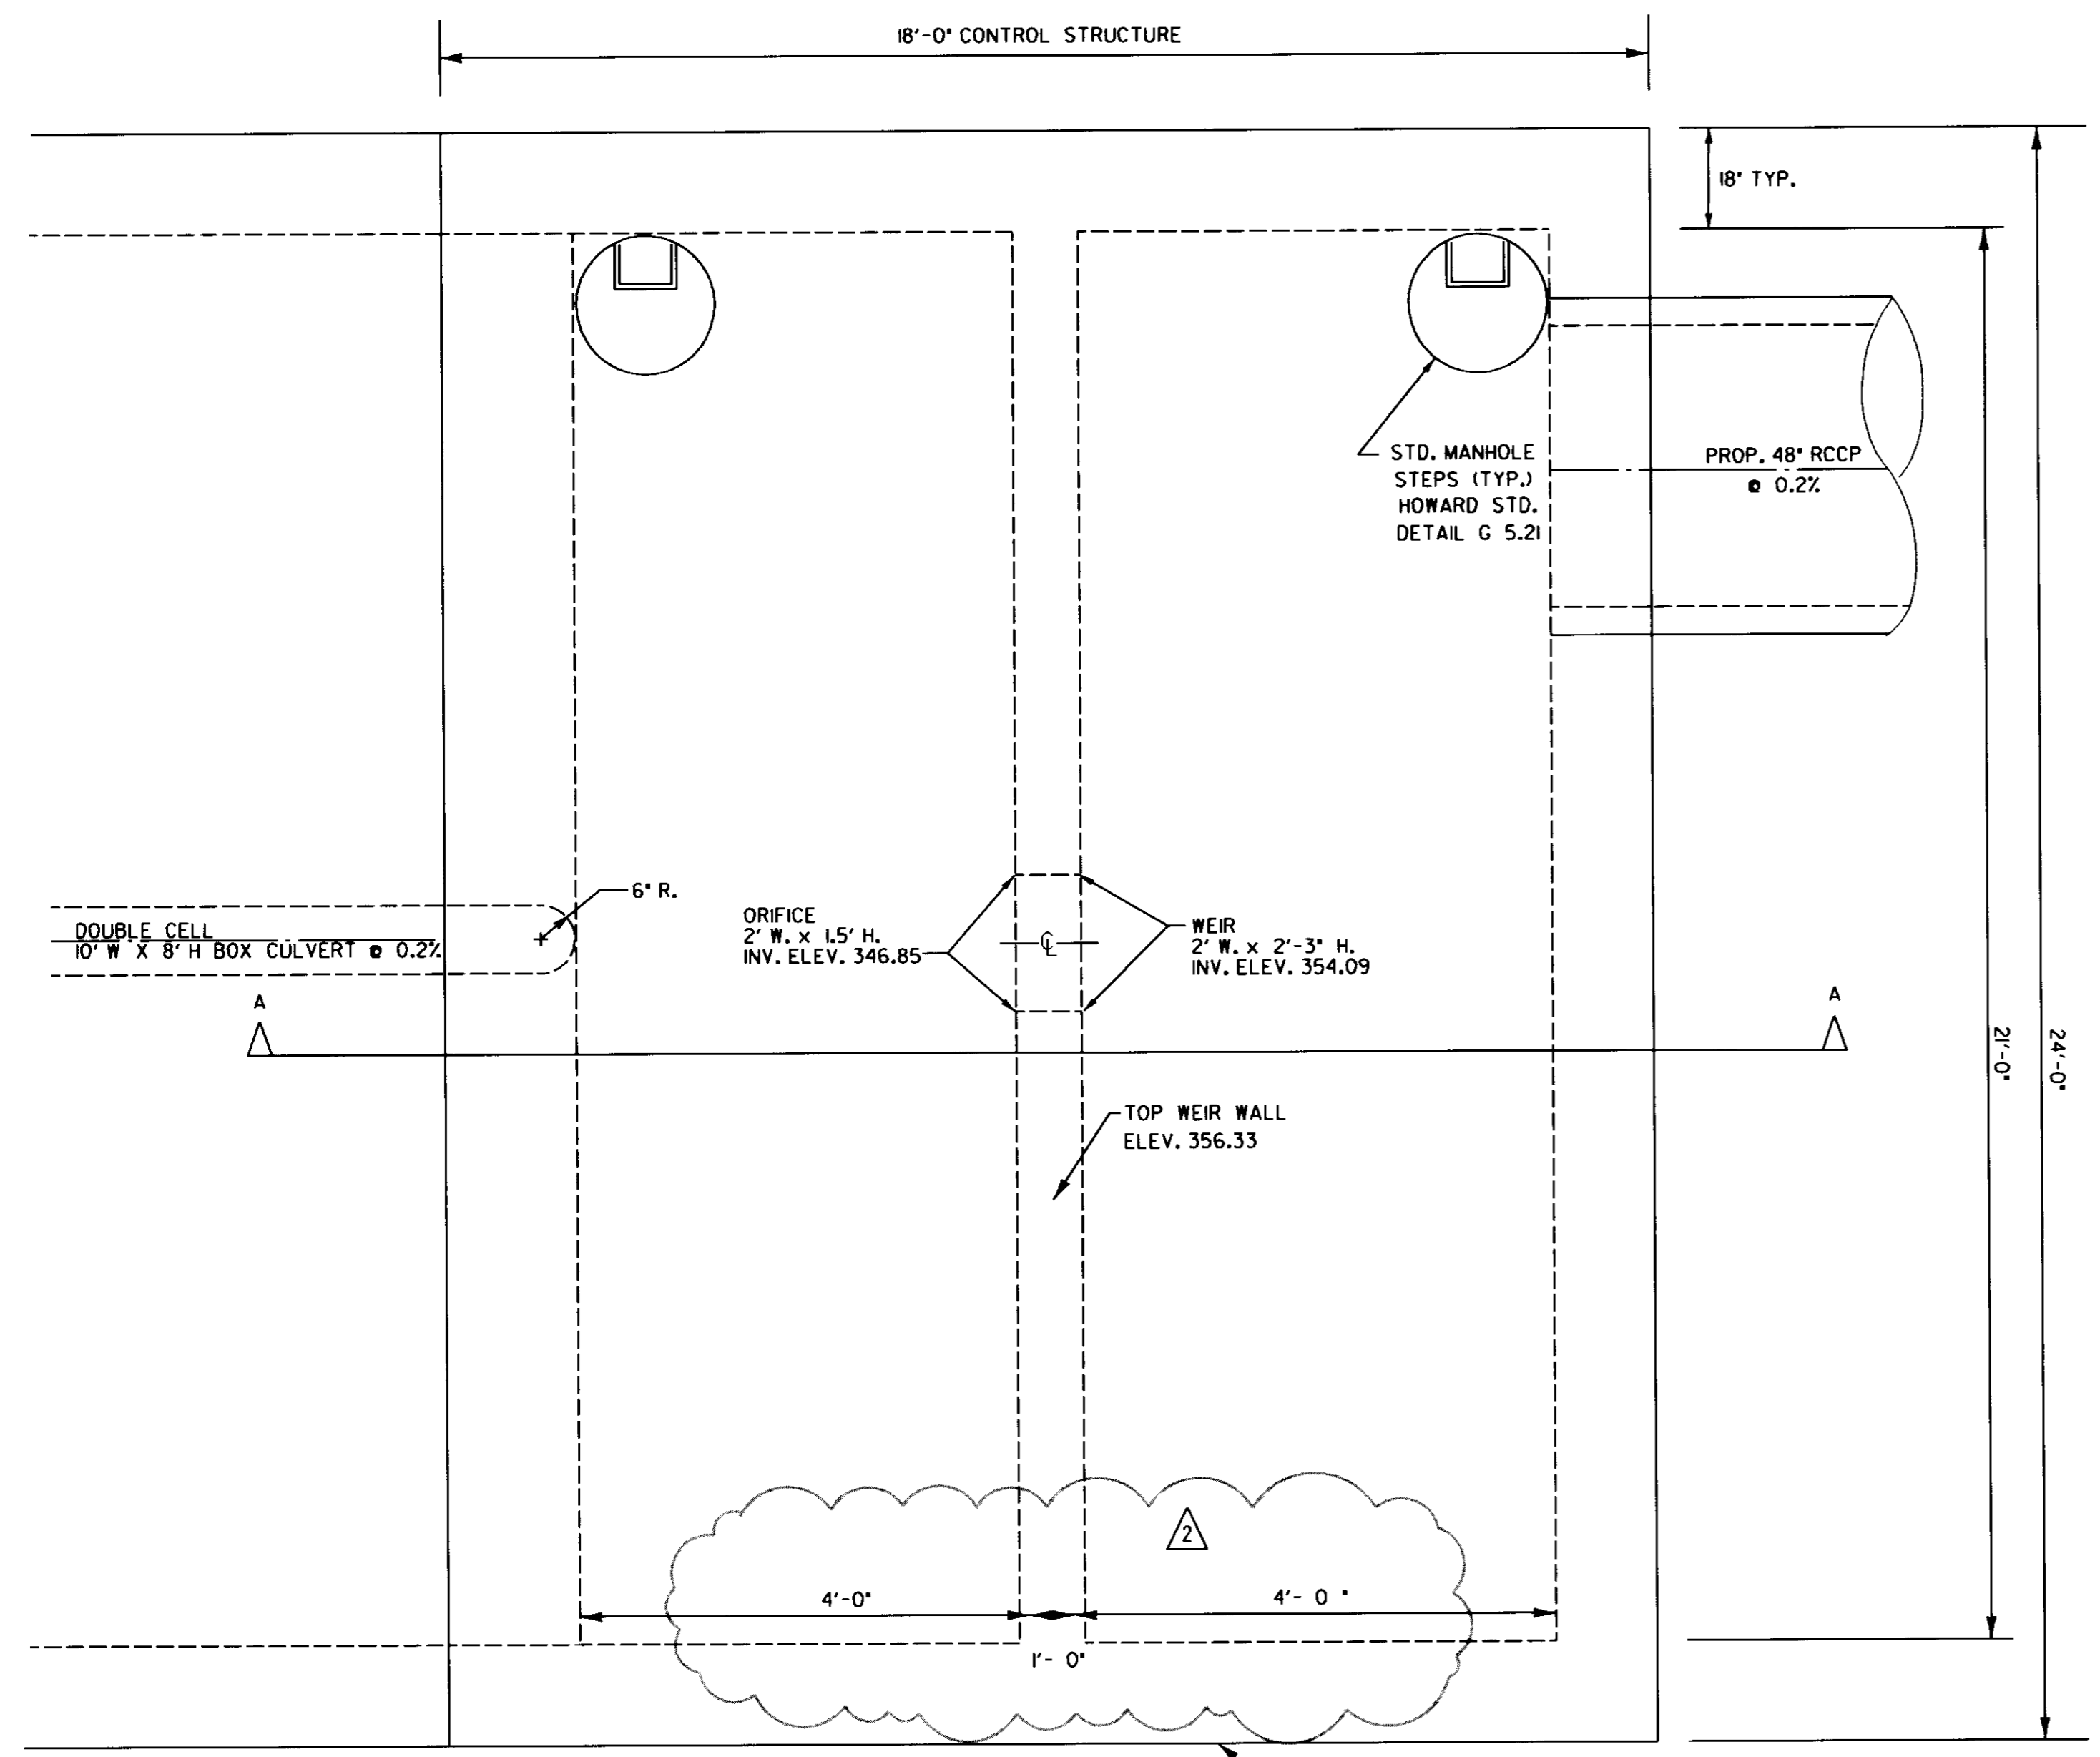 18'-0" CONTROL STRUCTURE
18" TYP.
STD. MANHOLE
STEPS (TYP.)
HOWARD STD.
DETAIL G 5.21
PROP. 48" RCCP
@ 0.2%
6" R.
DOUBLE CELL
10' W X 8' H BOX CULVERT @ 0.2%
ORIFICE
2' W. x 1.5' H.
INV. ELEV. 346.85
℄
WEIR
2' W. x 2'-3" H.
INV. ELEV. 354.09
A
A
21'-0"
24'-0"
TOP WEIR WALL
ELEV. 356.33
2
4'-0"
4'- 0 "
1'- 0"